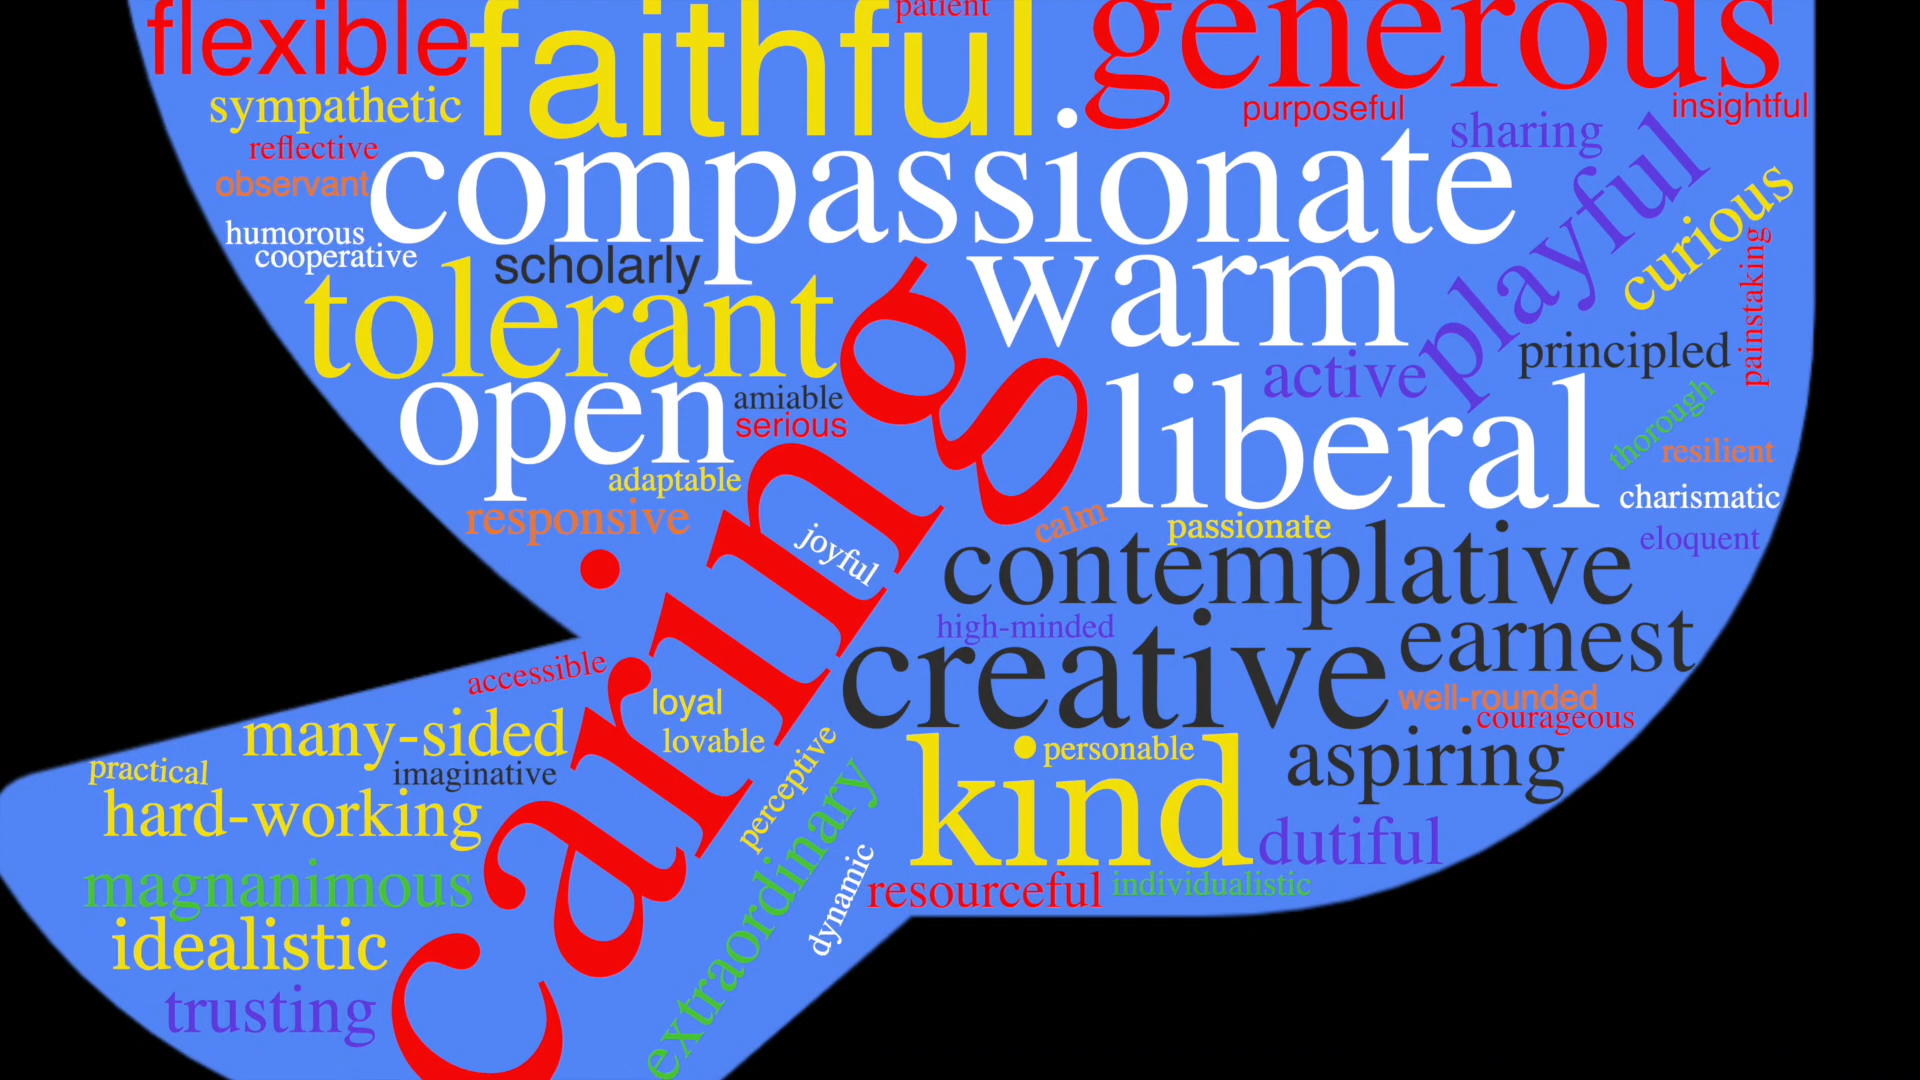 patient
flexible
faithful
generous
sympathetic
purposeful
insightful
reflective
sharing
observant
compassionate
playful
curious
humorous
cooperative
scholarly
warm
painstaking
tolerant
principled
active
open
amiable
serious
liberal
thorough
resilient
adaptable
charismatic
responsive
calm
passionate
eloquent
joyful
contemplative
caring
high-minded
earnest
creative
accessible
loyal
well-rounded
courageous
many-sided
lovable
personable
aspiring
practical
imaginative
perceptive
kind
hard-working
dutiful
magnanimous
extraordinary
dynamic
resourceful
individualistic
idealistic
trusting